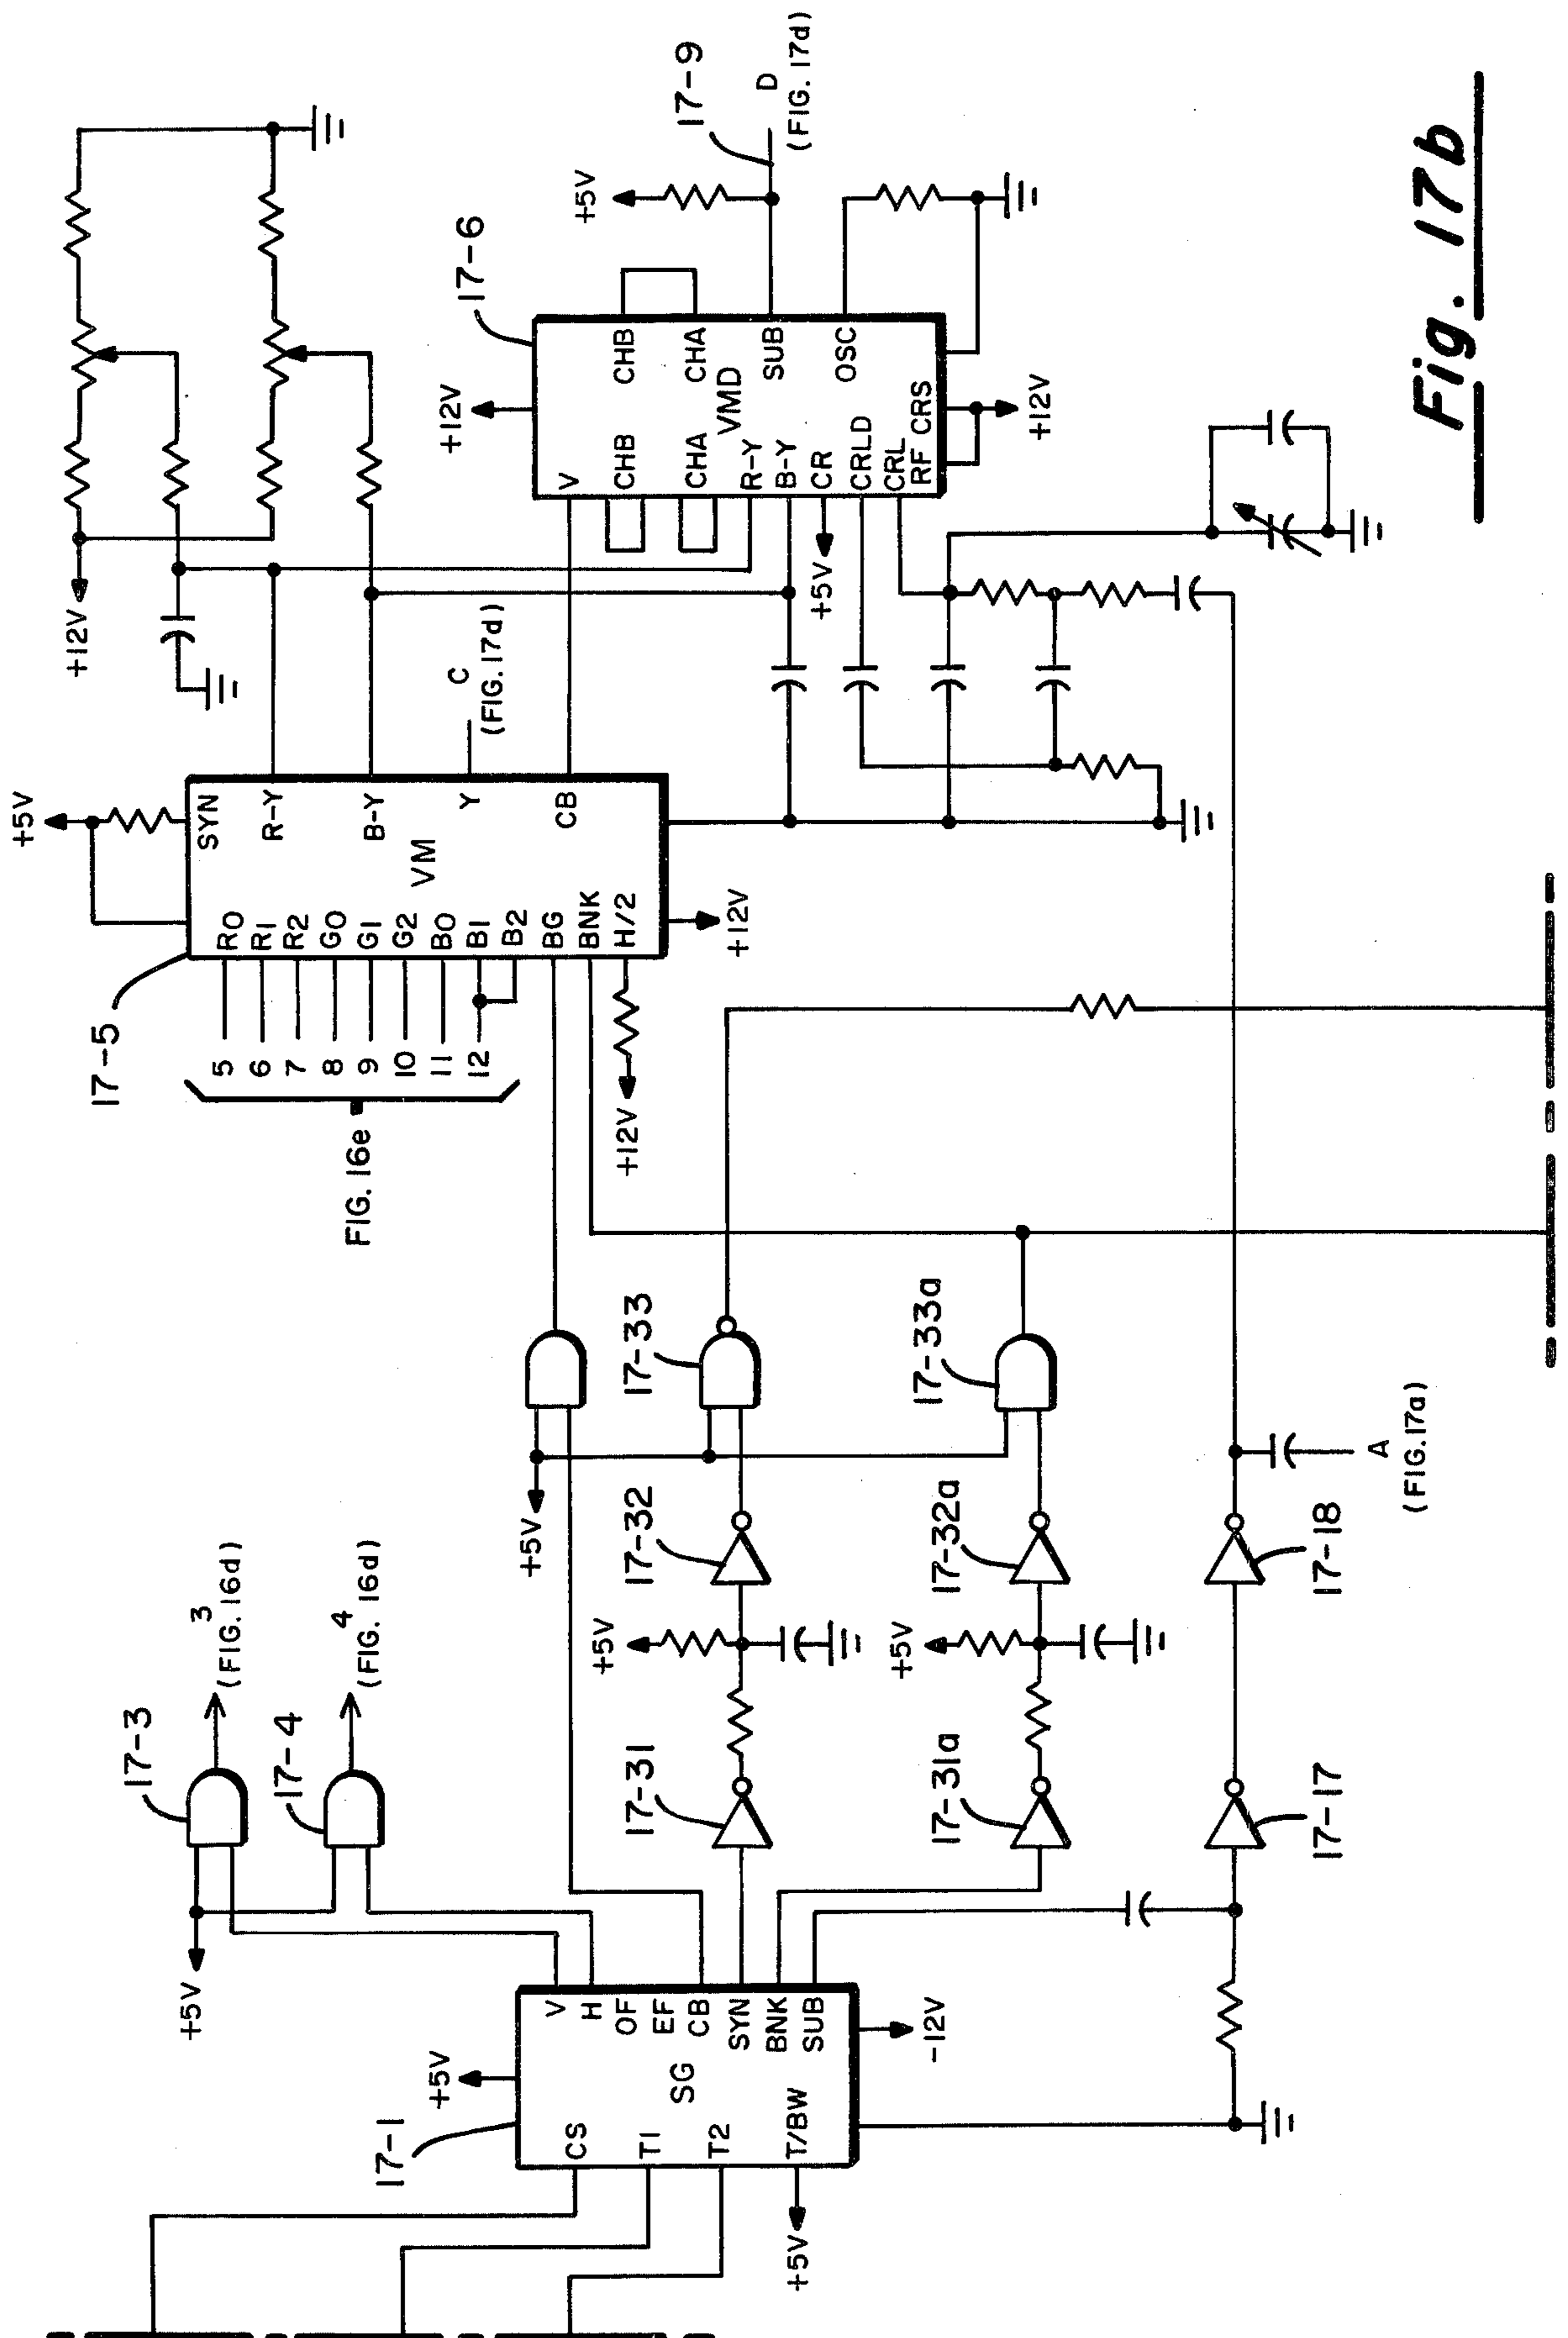 17-3
3
(FIG. 16d)
17-4
4
(FIG. 16d)
+5V
+5V
17-1
CS
T1
T2
T/BW
SG
V
H
OF
EF
CB
SYN
BNK
SUB
+5V
-12V
17-31
+5V
17-32
+5V
17-33
17-31a
+5V
17-32a
17-33a
17-17
17-18
A
(FIG.17a)
17-5
FIG. 16e
5
6
7
8
9
10
11
12
+5V
R0
R1
R2
G0
G1
G2
B0
B1
B2
BG
BNK
H/2
VM
SYN
R-Y
B-Y
Y
CB
+12V
+12V
C
(FIG.17d)
+12V
17-6
+12V
V
CHB
CHA
R-Y
B-Y
CR
CRLD
CRL
RF
CRS
VMD
CHB
CHA
SUB
OSC
+5V
+12V
+5V
17-9
D
(FIG. 17d)
Fig. 17b